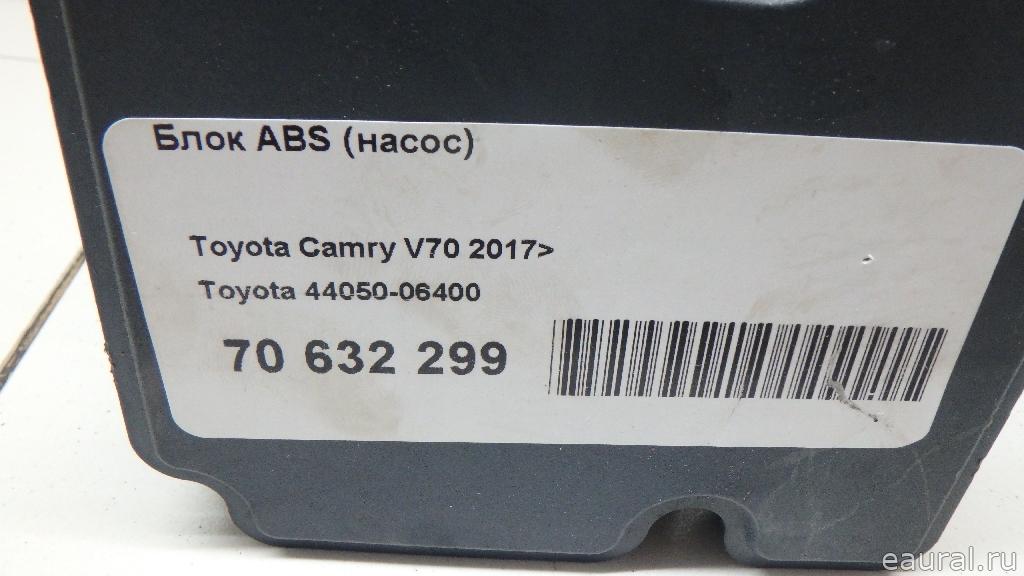 Блок ABS (насос)
Toyota Camry V70 2017>
Toyota 44050-06400
70 632 299
eaural.ru